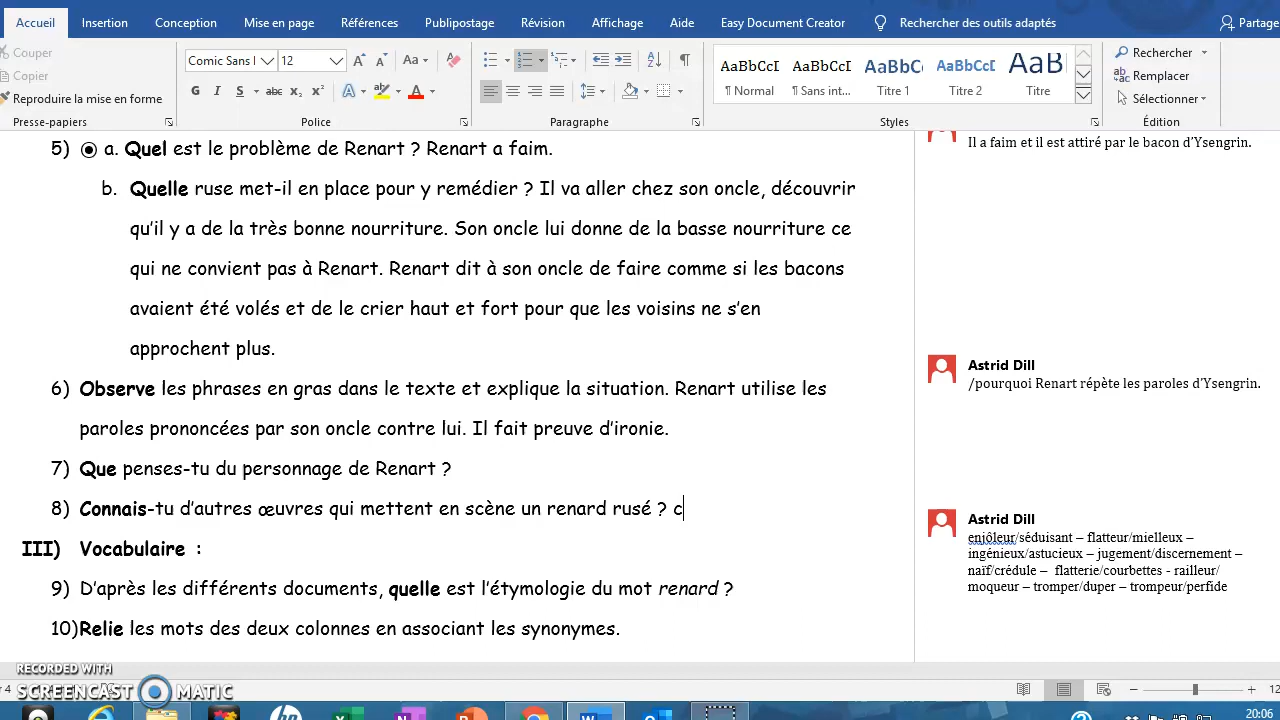 Accueil Insertion Conception Mise en page Références Publipostage Révision Affichage Aide Easy Document Creator Rechercher des outils adaptés Partage
Couper
Copier
Reproduire la mise en forme
Comic Sans I 12
G I S abc x₂ x² A A
AaBbCcI AaBbCcI AaBbC AaBbCcD AaB
¶ Normal ¶ Sans int... Titre 1 Titre 2 Titre
Rechercher
Remplacer
Sélectionner
Presse-papiers Police Paragraphe Styles Édition
5) a. Quel est le problème de Renart ? Renart a faim.
b. Quelle ruse met-il en place pour y remédier ? Il va aller chez son oncle, découvrir
qu'il y a de la très bonne nourriture. Son oncle lui donne de la basse nourriture ce
qui ne convient pas à Renart. Renart dit à son oncle de faire comme si les bacons
avaient été volés et de le crier haut et fort pour que les voisins ne s'en
approchent plus.
6) Observe les phrases en gras dans le texte et explique la situation. Renart utilise les
paroles prononcées par son oncle contre lui. Il fait preuve d'ironie.
7) Que penses-tu du personnage de Renart ?
8) Connais-tu d'autres œuvres qui mettent en scène un renard rusé ? c
III) Vocabulaire :
9) D'après les différents documents, quelle est l'étymologie du mot renard ?
10)Relie les mots des deux colonnes en associant les synonymes.
Il a faim et il est attiré par le bacon d'Ysengrin.
Astrid Dill
/pourquoi Renart répète les paroles d'Ysengrin.
Astrid Dill
enjôleur/séduisant – flatteur/mielleux –
ingénieux/astucieux – jugement/discernement –
naïf/crédule – flatterie/courbettes - railleur/
moqueur – tromper/duper – trompeur/perfide
RECORDED WITH
SCREENCAST MATIC
r 4
12
20:06